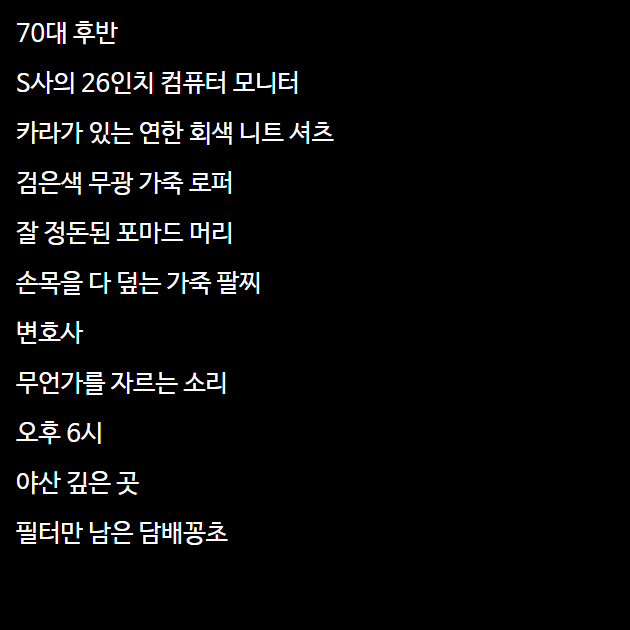 70대 후반
S사의 26인치 컴퓨터 모니터
카라가 있는 연한 회색 니트 셔츠
검은색 무광 가죽 로퍼
잘 정돈된 포마드 머리
손목을 다 덮는 가죽 팔찌
변호사
무언가를 자르는 소리
오후 6시
야산 깊은 곳
필터만 남은 담배꽁초